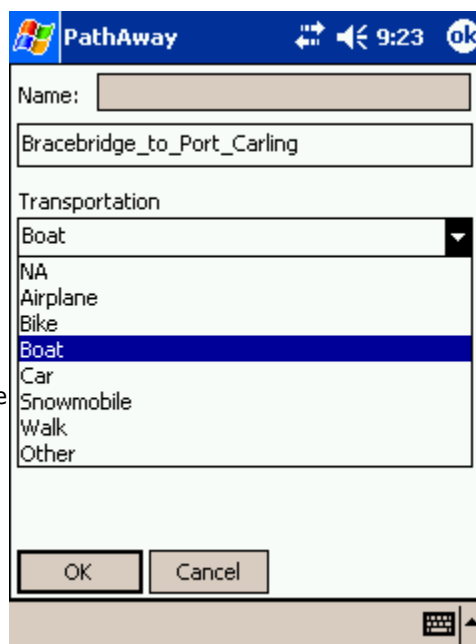 PathAway 9:23 ok
Name:
Bracebridge_to_Port_Carling
Transportation
Boat
NA
Airplane
Bike
Boat
Car
e
Snowmobile
Walk
Other
OK Cancel